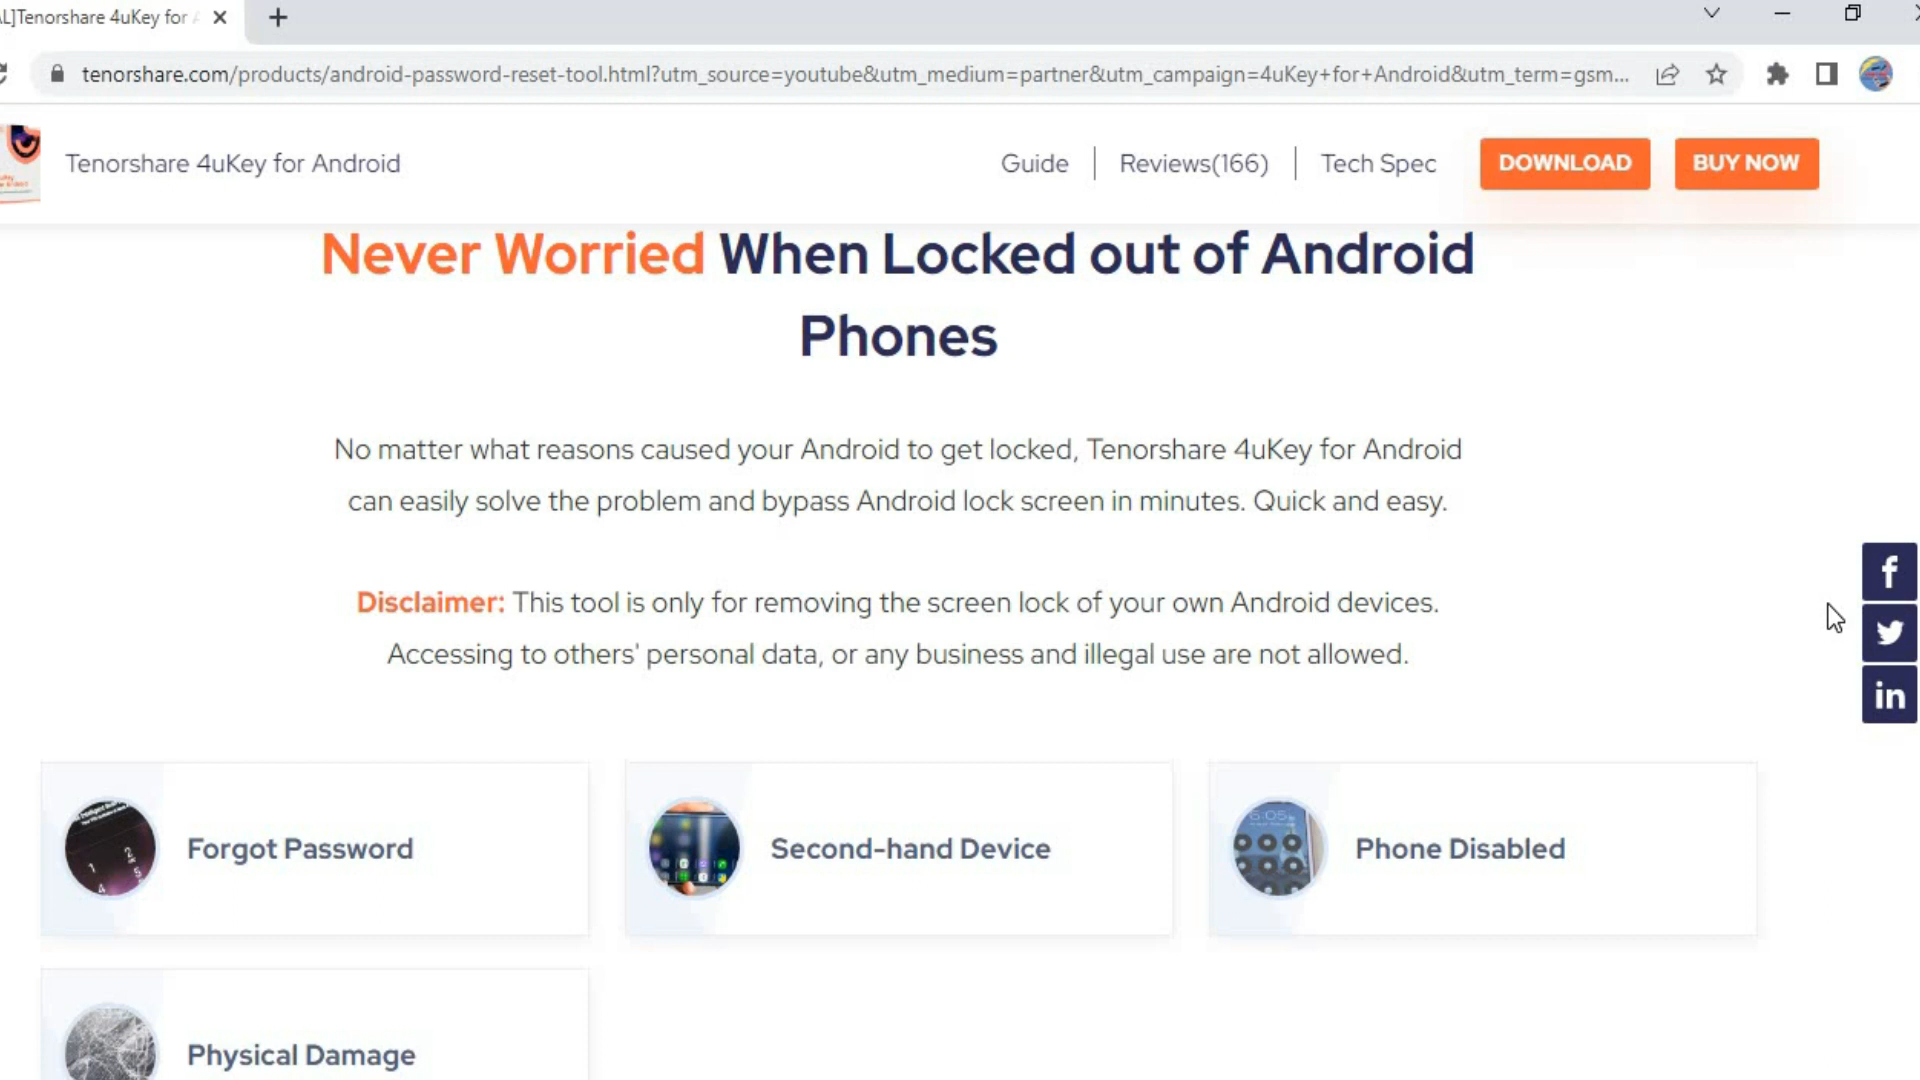 L]Tenorshare 4uKey for
tenorshare.com/products/android-password-reset-tool.html?utm_source=youtube&utm_medium=partner&utm_campaign=4uKey+for+Android&utm_term=gsm...
Tenorshare 4uKey for Android
Guide
Reviews(166)
Tech Spec
DOWNLOAD
BUY NOW
Never Worried When Locked out of Android
Phones
No matter what reasons caused your Android to get locked, Tenorshare 4uKey for Android
can easily solve the problem and bypass Android lock screen in minutes. Quick and easy.
Disclaimer: This tool is only for removing the screen lock of your own Android devices.
Accessing to others' personal data, or any business and illegal use are not allowed.
f
in
Forgot Password
Second-hand Device
6:05
Phone Disabled
Physical Damage